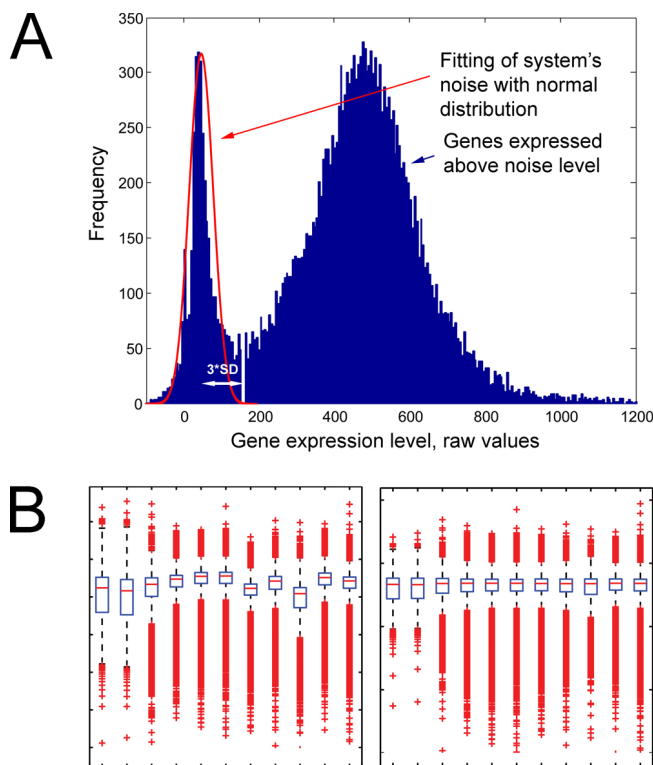 A
350
300
250
200
150
100
50
0
Frequency
Fitting of system's
noise with normal
distribution
Genes expressed
above noise level
3*SD
0 200 400 600 800 1000 1200
Gene expression level, raw values
B